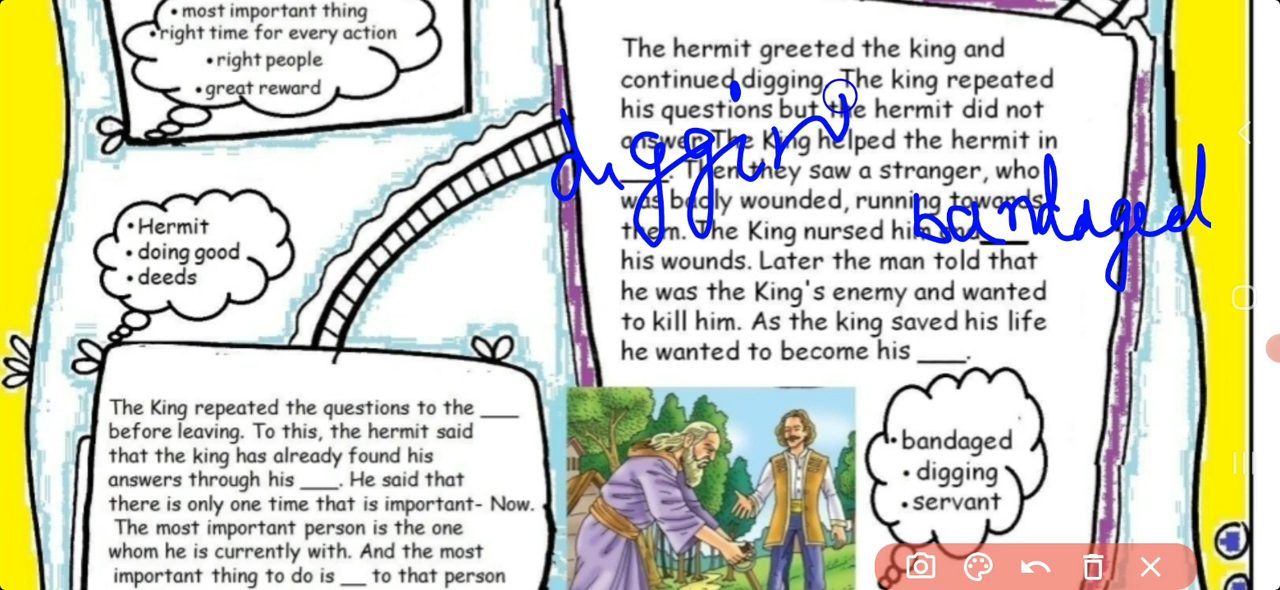 • most important thing
•right time for every action
•right people
•great reward
• Hermit
• doing good
• deeds
The King repeated the questions to the ____
before leaving. To this, the hermit said
that the king has already found his
answers through his ____. He said that
there is only one time that is important- Now.
The most important person is the one
whom he is currently with. And the most
important thing to do is __ to that person
The hermit greeted the king and
continued digging. The king repeated
his questions but the hermit did not
answer. The King helped the hermit in
____. Then they saw a stranger, who
was badly wounded, running towards
them. The King nursed him and ____
his wounds. Later the man told that
he was the King's enemy and wanted
to kill him. As the king saved his life
he wanted to become his ____.
digging
bandaged
• bandaged
• digging
• servant